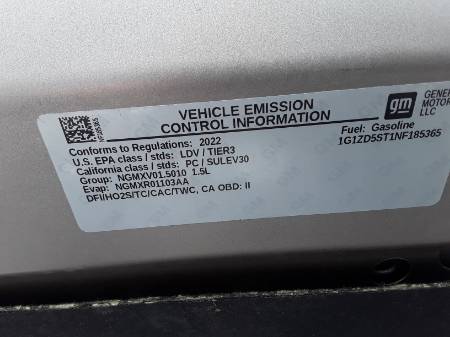 VEHICLE EMISSION
CONTROL INFORMATION
gm
GENERAL
MOTORS
LLC
Conforms to Regulations: 2022
U.S. EPA class / stds: LDV / TIER3
California class / stds: PC / SULEV30
Group: NGMXV01.5010 1.5L
Evap: NGMXR01103AA
DFI/HO2S/TC/CAC/TWC, CA OBD: II
Fuel: Gasoline
1G1ZD5ST1NF185365